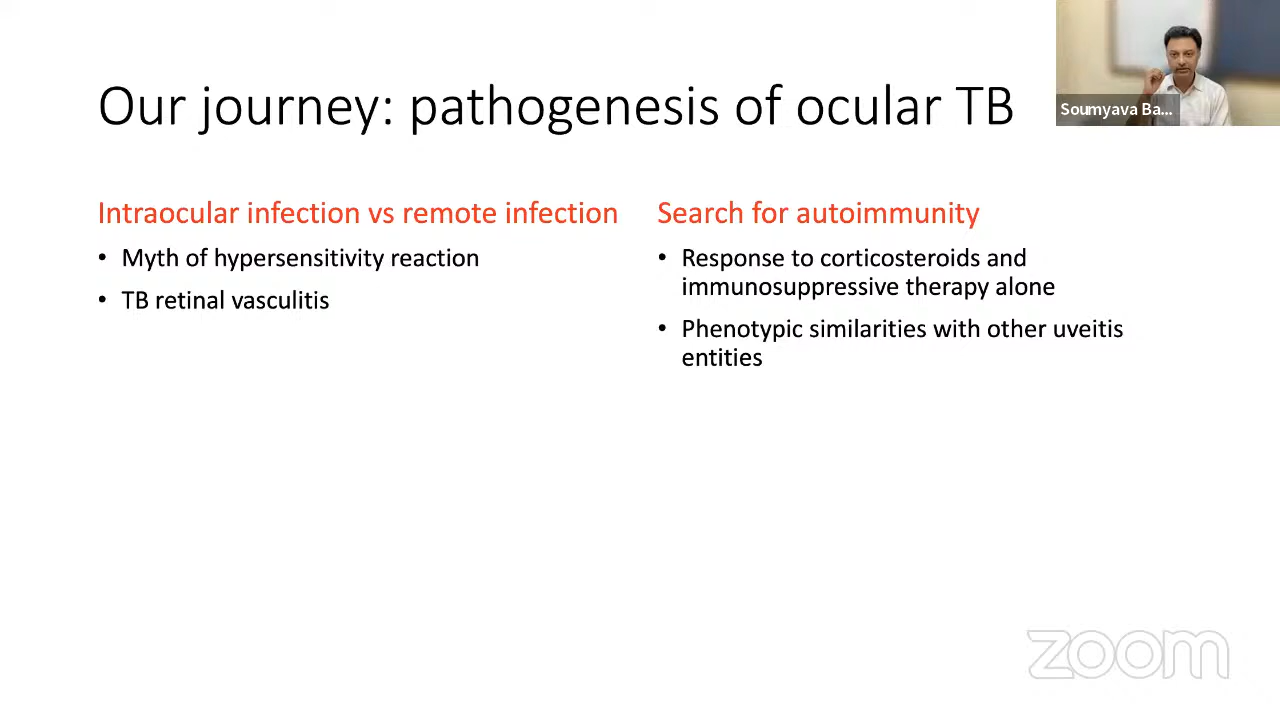 Our journey: pathogenesis of ocular TB
Soumyava Ba...
Intraocular infection vs remote infection
• Myth of hypersensitivity reaction
• TB retinal vasculitis
Search for autoimmunity
• Response to corticosteroids and
immunosuppressive therapy alone
• Phenotypic similarities with other uveitis
entities
zoom